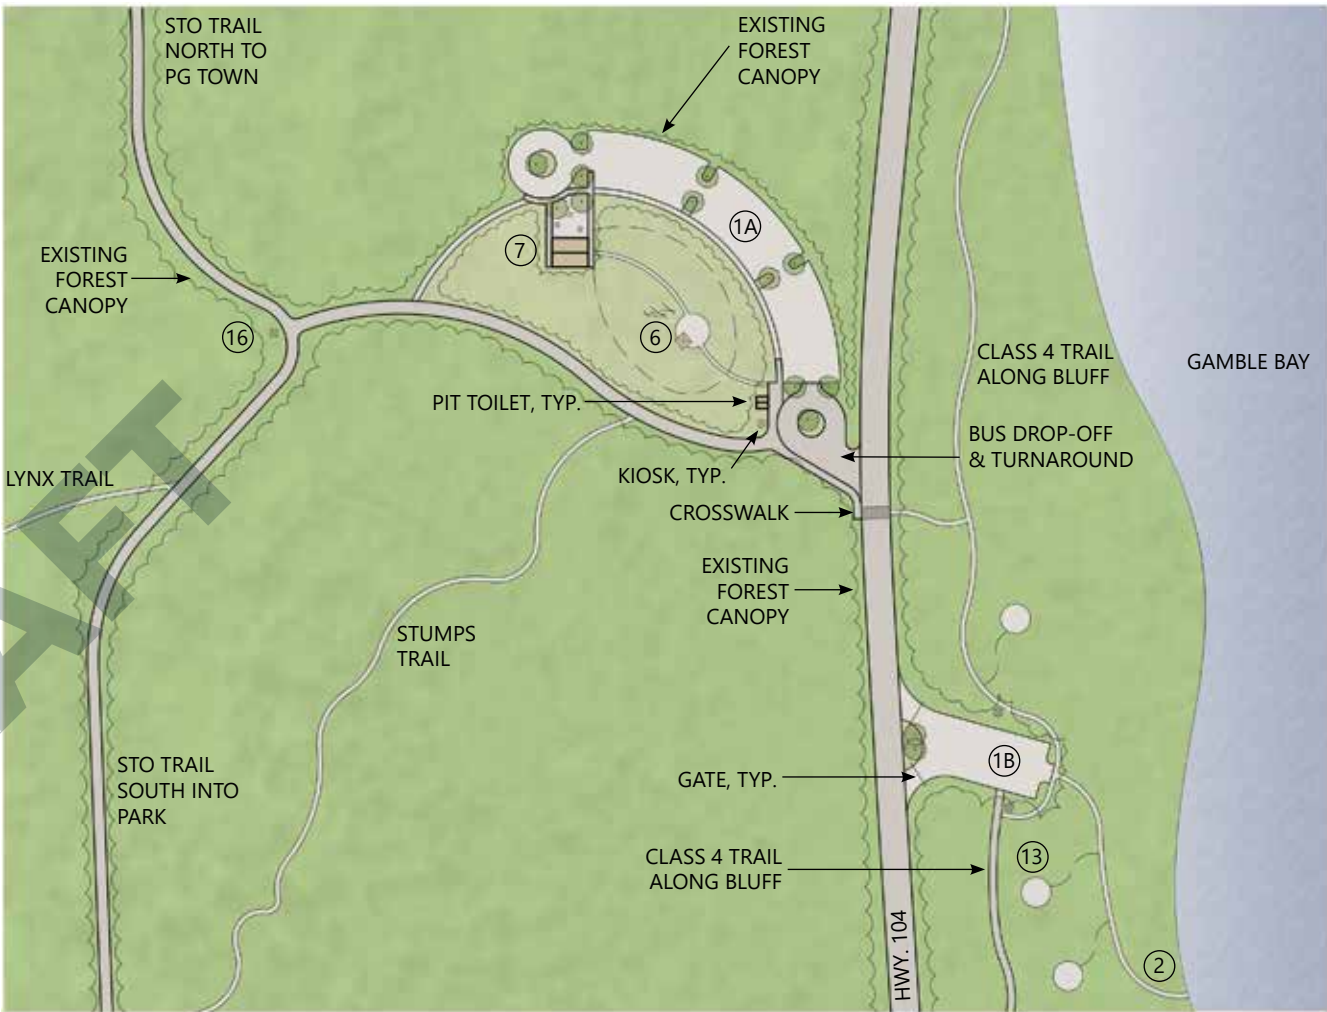 STO TRAIL
NORTH TO
PG TOWN
EXISTING
FOREST
CANOPY
1A
7
EXISTING
FOREST
CANOPY
16
6
CLASS 4 TRAIL
ALONG BLUFF
GAMBLE BAY
PIT TOILET, TYP.
BUS DROP-OFF
& TURNAROUND
KIOSK, TYP.
LYNX TRAIL
CROSSWALK
EXISTING
FOREST
CANOPY
STUMPS
TRAIL
STO TRAIL
SOUTH INTO
PARK
GATE, TYP.
1B
CLASS 4 TRAIL
ALONG BLUFF
13
HWY. 104
2